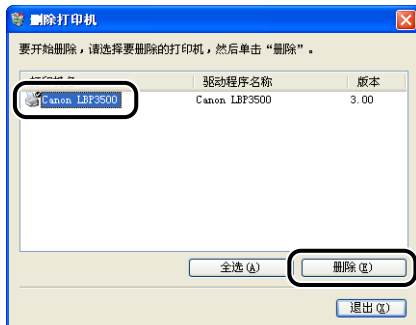 删除打印机
要开始删除，请选择要删除的打印机，然后单击“删除”。
驱动程序名称 版本
Canon LBP3500 Canon LBP3500 3.00
全选(A) 删除(E)
退出(X)